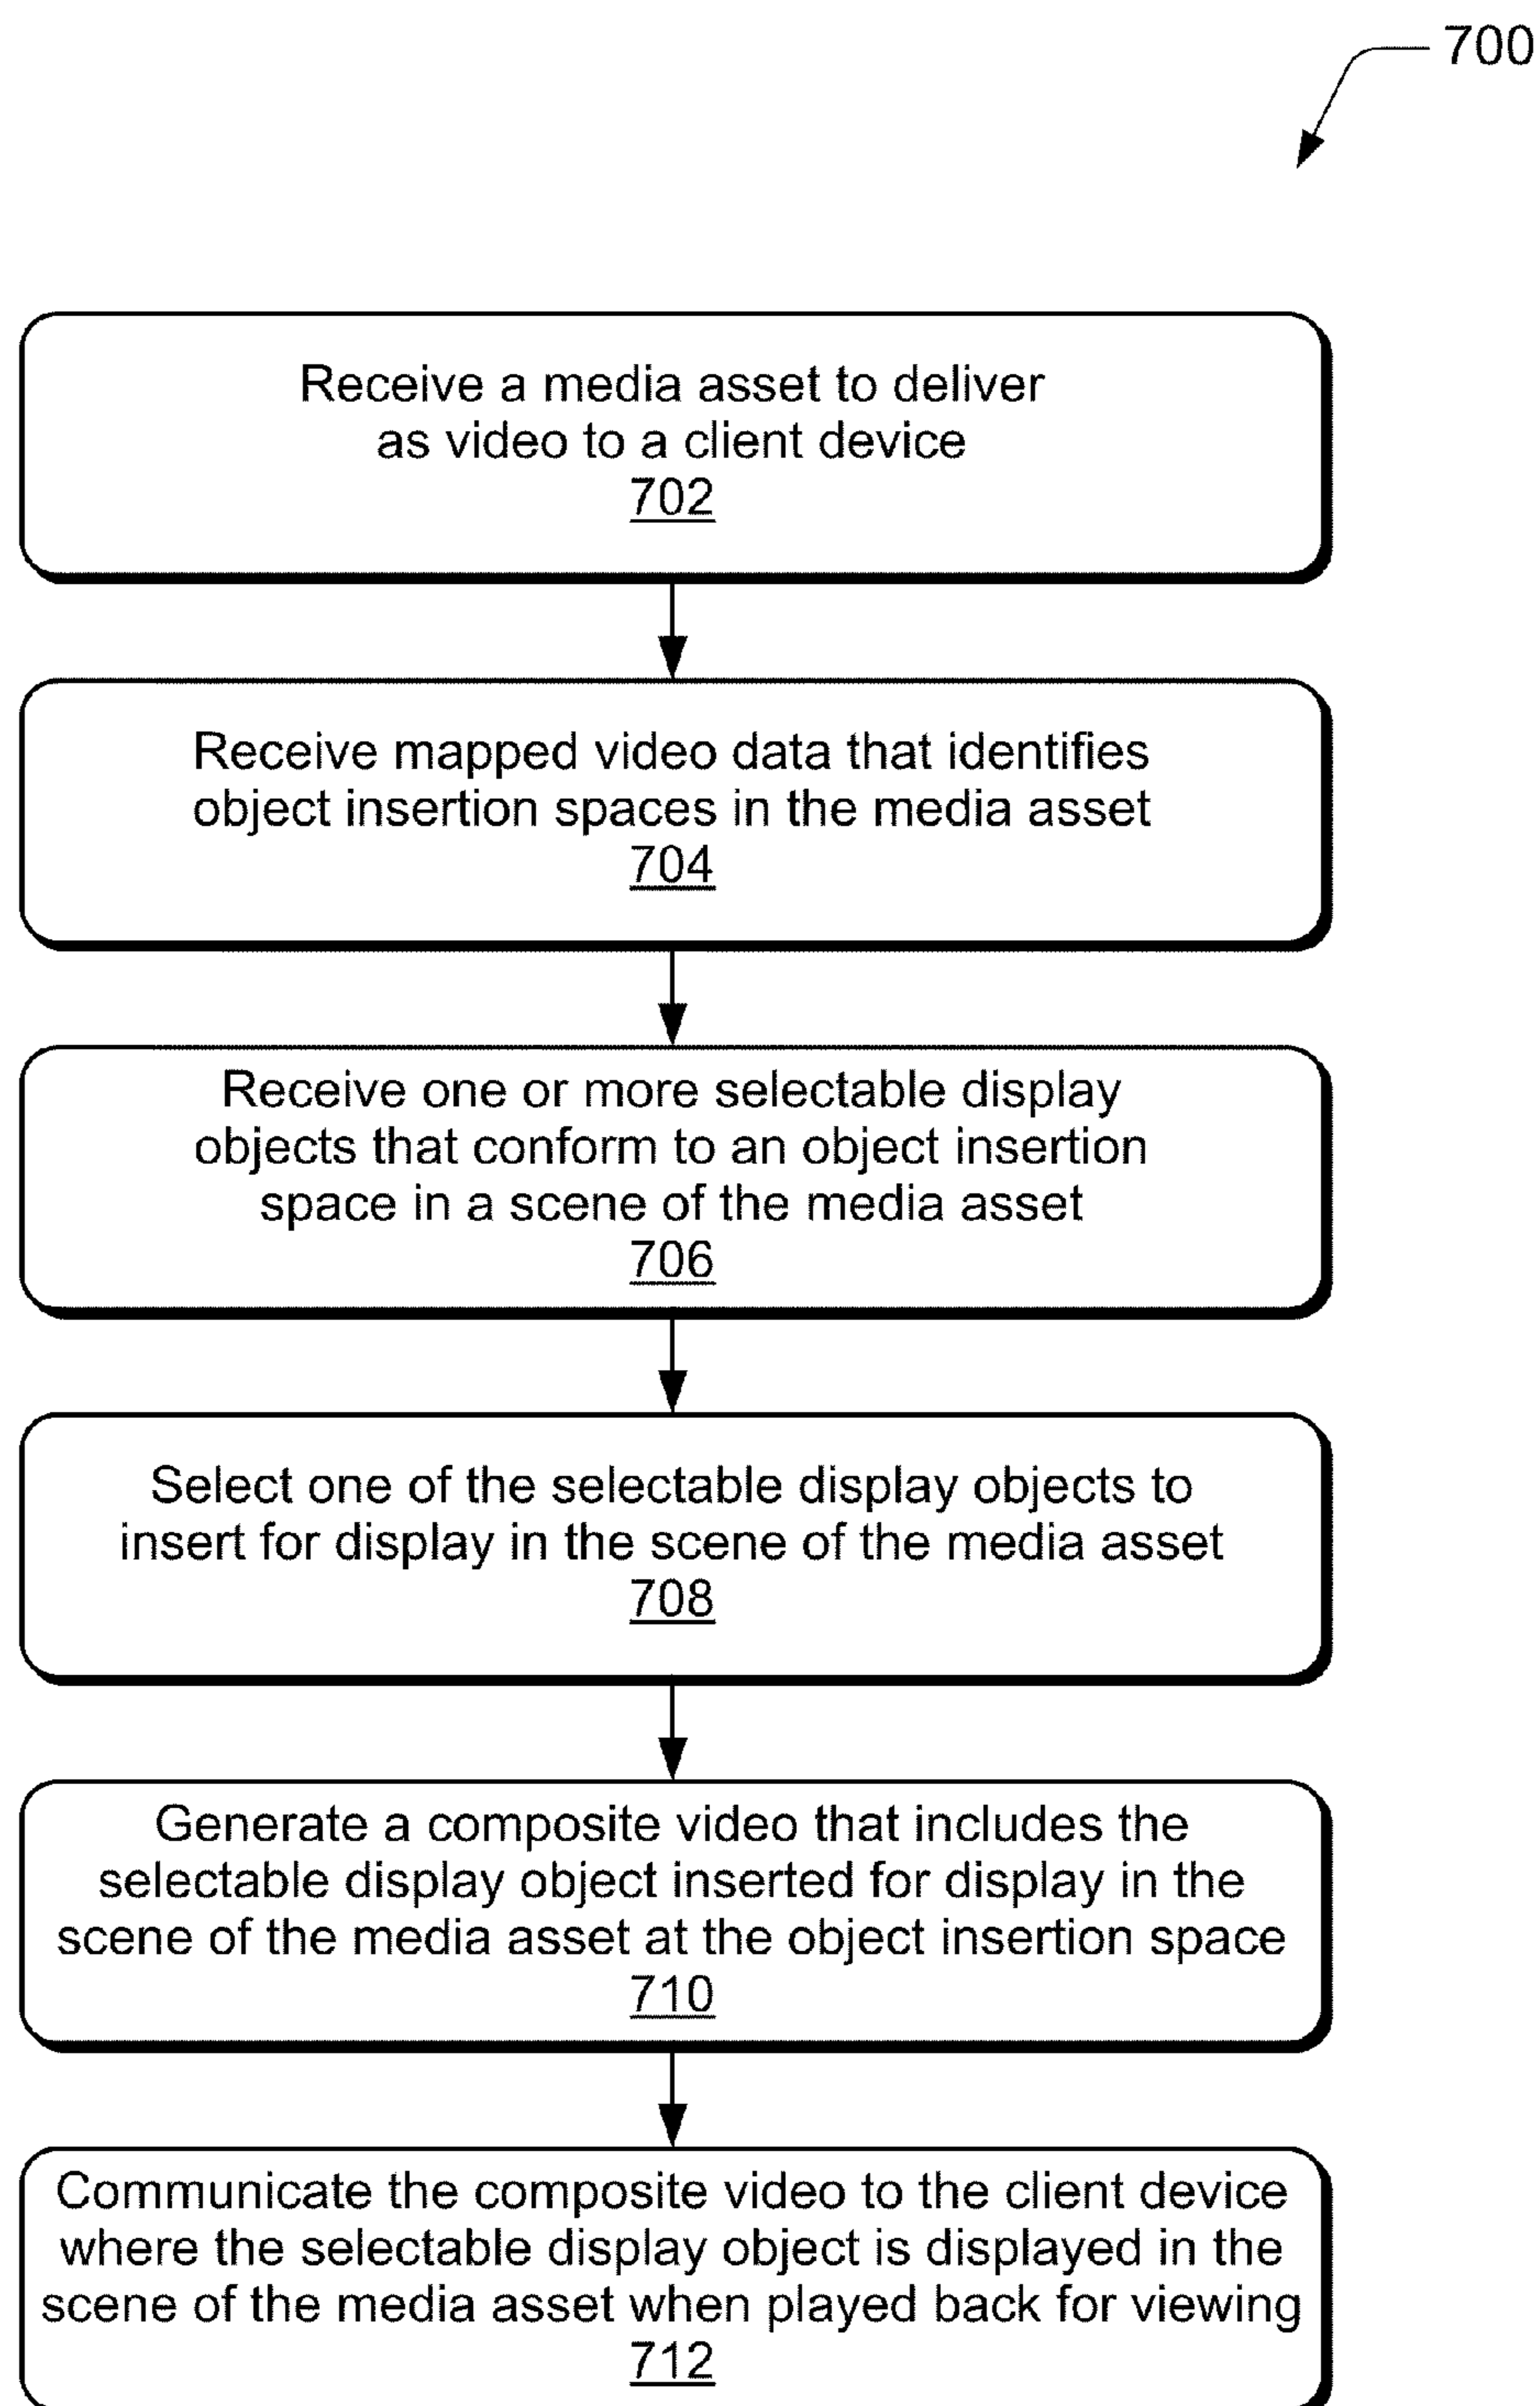 700
Receive a media asset to deliver
as video to a client device
702
Receive mapped video data that identifies
object insertion spaces in the media asset
704
Receive one or more selectable display
objects that conform to an object insertion
space in a scene of the media asset
706
Select one of the selectable display objects to
insert for display in the scene of the media asset
708
Generate a composite video that includes the
selectable display object inserted for display in the
scene of the media asset at the object insertion space
710
Communicate the composite video to the client device
where the selectable display object is displayed in the
scene of the media asset when played back for viewing
712